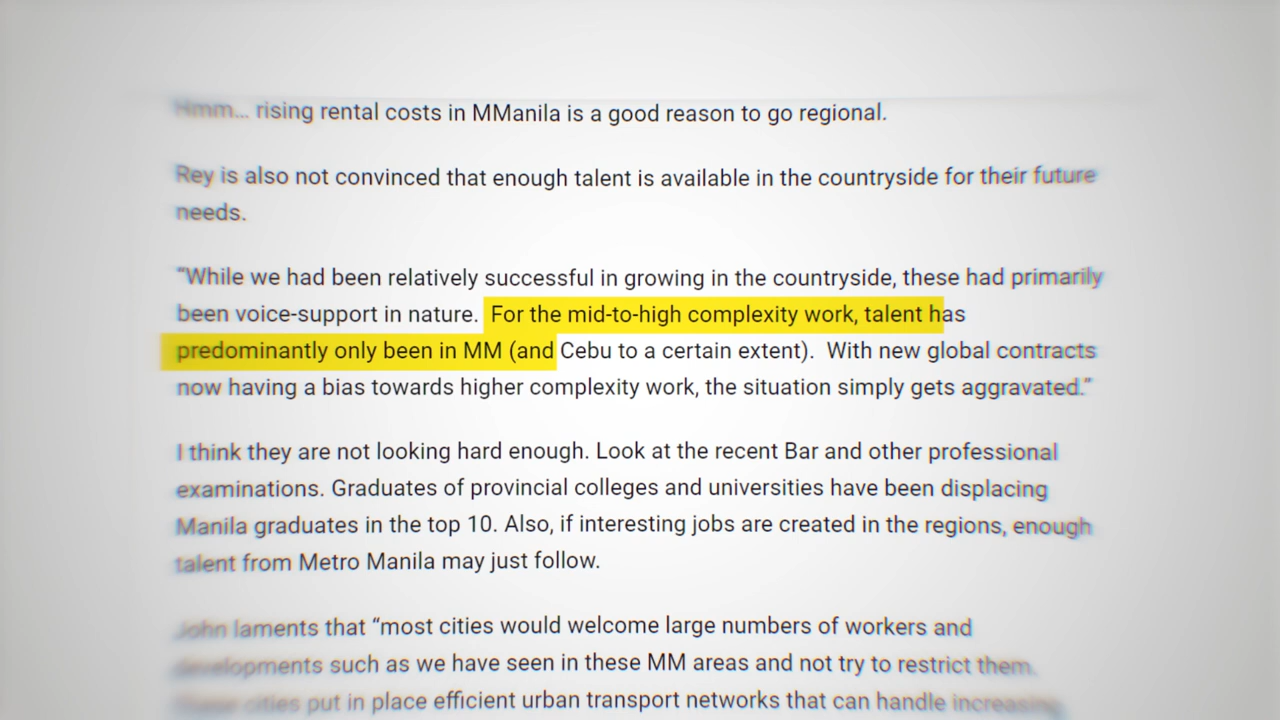 Hmm... rising rental costs in MManila is a good reason to go regional.
Rey is also not convinced that enough talent is available in the countryside for their future
needs.
“While we had been relatively successful in growing in the countryside, these had primarily
been voice-support in nature. For the mid-to-high complexity work, talent has
predominantly only been in MM (and Cebu to a certain extent). With new global contracts
now having a bias towards higher complexity work, the situation simply gets aggravated.”
I think they are not looking hard enough. Look at the recent Bar and other professional
examinations. Graduates of provincial colleges and universities have been displacing
Manila graduates in the top 10. Also, if interesting jobs are created in the regions, enough
talent from Metro Manila may just follow.
John laments that “most cities would welcome large numbers of workers and
developments such as we have seen in these MM areas and not try to restrict them.
These cities put in place efficient urban transport networks that can handle increasing